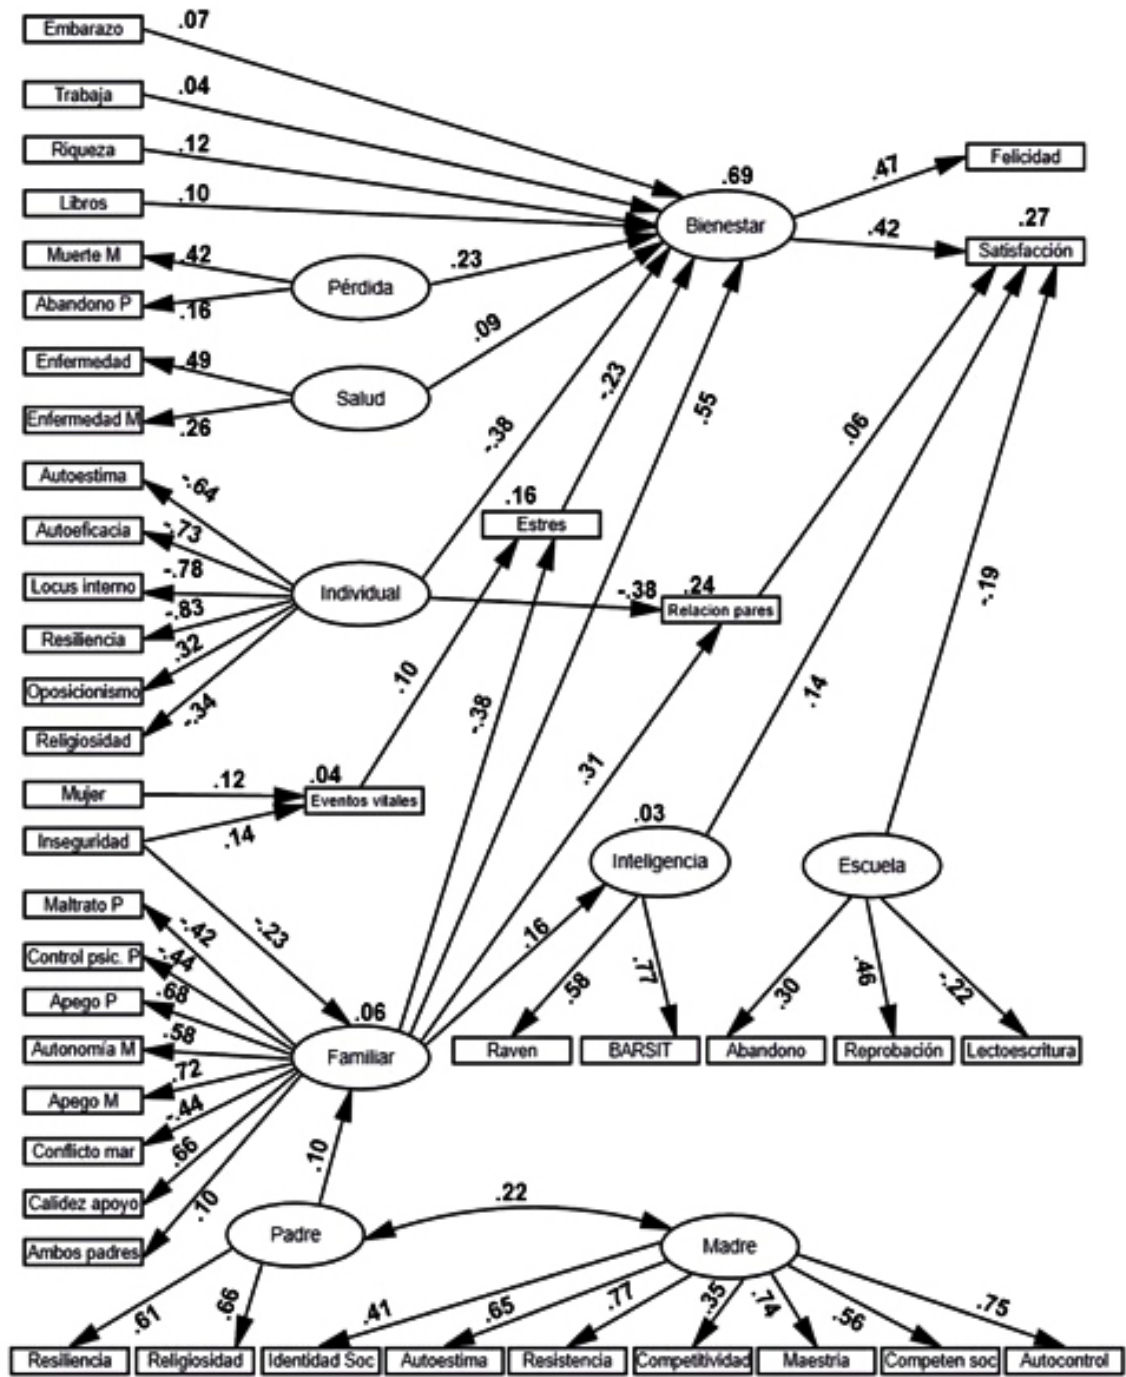 Embarazo
.07
Trabaja
.04
Riqueza
.12
Libros
.10
Muerte M
.42
Abandono P
.16
Pérdida
.23
Enfermedad
.49
Enfermedad M
.26
Salud
.09
.69
Bienestar
.47
Felicidad
.42
.27
Satisfacción
Autoestima
-.64
Autoeficacia
-.73
Locus interno
-.78
Resiliencia
-.83
Oposicionismo
.32
Religiosidad
-.34
Individual
-.38
-.23
.55
.06
.16
Estres
-.38
.24
Relacion pares
-.19
.14
.10
-.38
.31
Mujer
.12
.04
Eventos vitales
Inseguridad
.14
-.23
.03
Inteligencia
Escuela
Maltrato P
-.42
Control psic. P
-.44
Apego P
.68
Autonomía M
.58
Apego M
.72
Conflicto mar
-.44
Calidez apoyo
.66
Ambos padres
.10
.06
Familiar
.16
.58
.77
.30
.46
-.22
Raven
BARSIT
Abandono
Reprobación
Lectoescritura
.10
Padre
.22
Madre
.61
.66
.41
.65
.77
.35
.74
.56
.75
Resiliencia
Religiosidad
Identidad Soc
Autoestima
Resistencia
Competitividad
Maestria
Competen soc
Autocontrol